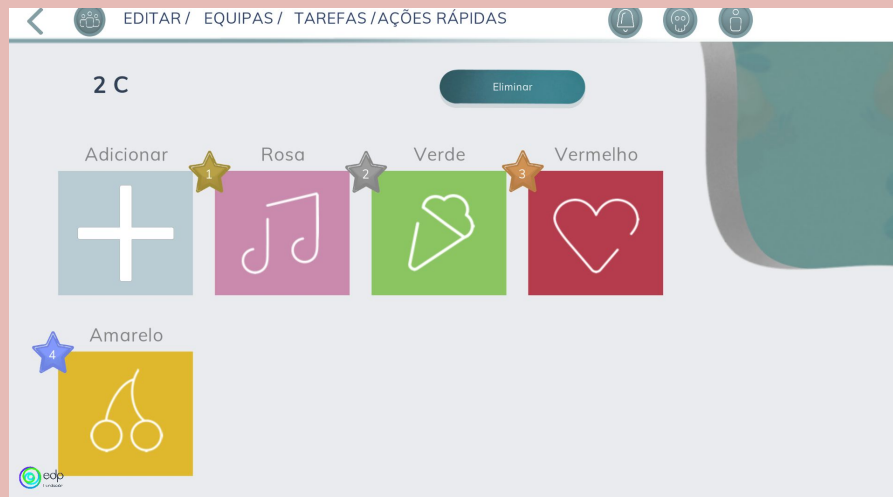 EDITAR / EQUIPAS / TAREFAS / AÇÕES RÁPIDAS
2 C
Eliminar
Adicionar Rosa Verde Vermelho
1 2 3
Amarelo
4
edp